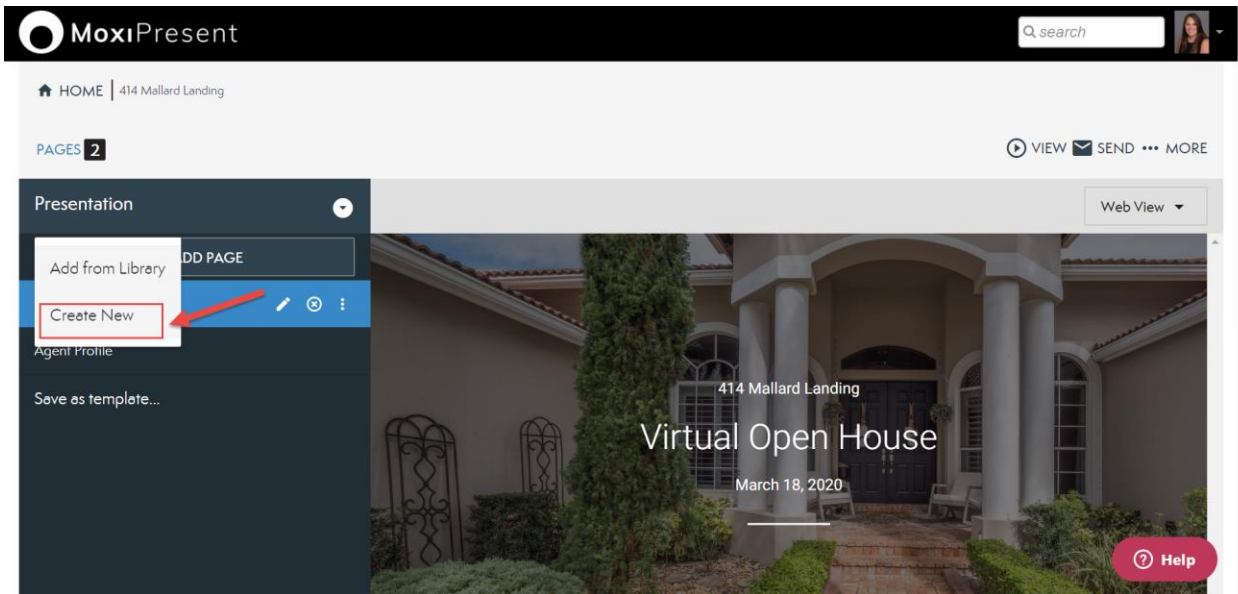 MoxiPresent
search
HOME | 414 Mallard Landing
PAGES 2
VIEW SEND ••• MORE
Presentation
Web View
DD PAGE
Add from Library
Create New
Agent Profile
Save as template...
414 Mallard Landing
Virtual Open House
March 18, 2020
? Help